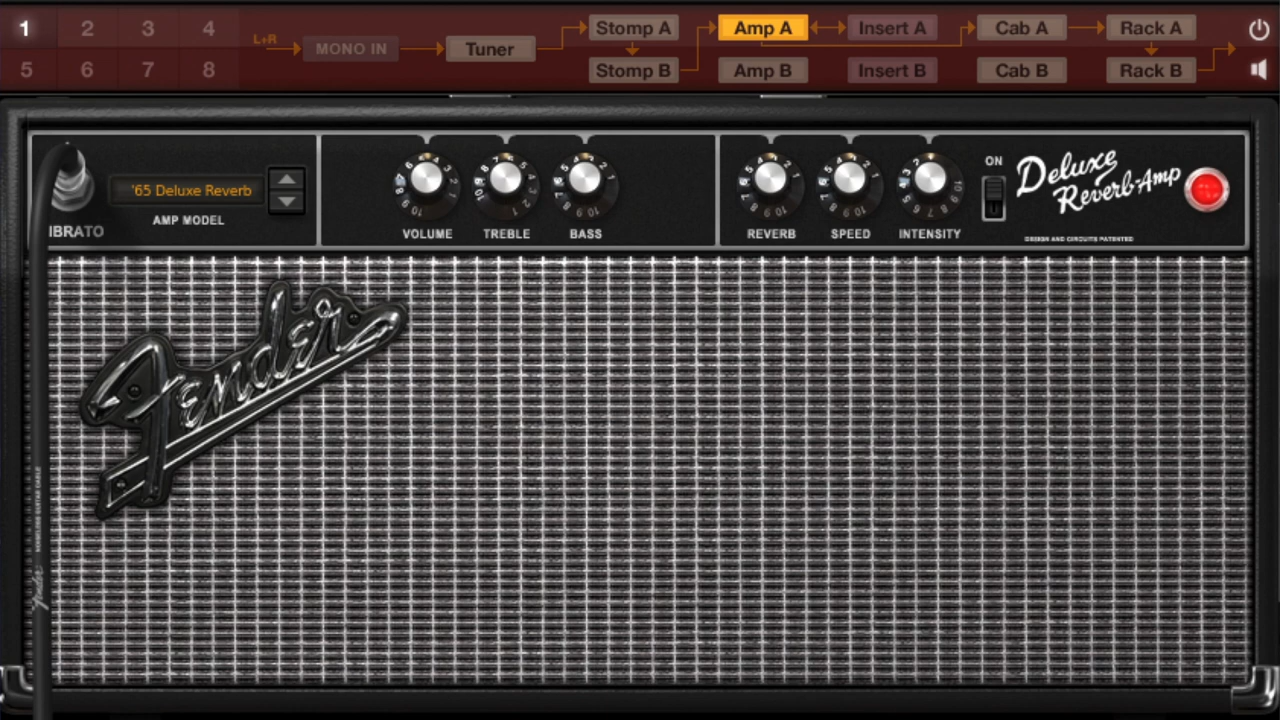 1 2 3 4
5 6 7 8
L+R
MONO IN
Tuner
Stomp A
Stomp B
Amp A
Amp B
Insert A
Insert B
Cab A
Cab B
Rack A
Rack B
IBRATO
'65 Deluxe Reverb
AMP MODEL
VOLUME
TREBLE
BASS
REVERB
SPEED
INTENSITY
ON
Deluxe
Reverb-Amp
DESIGN AND CIRCUITS PATENTED
Fender
Fender